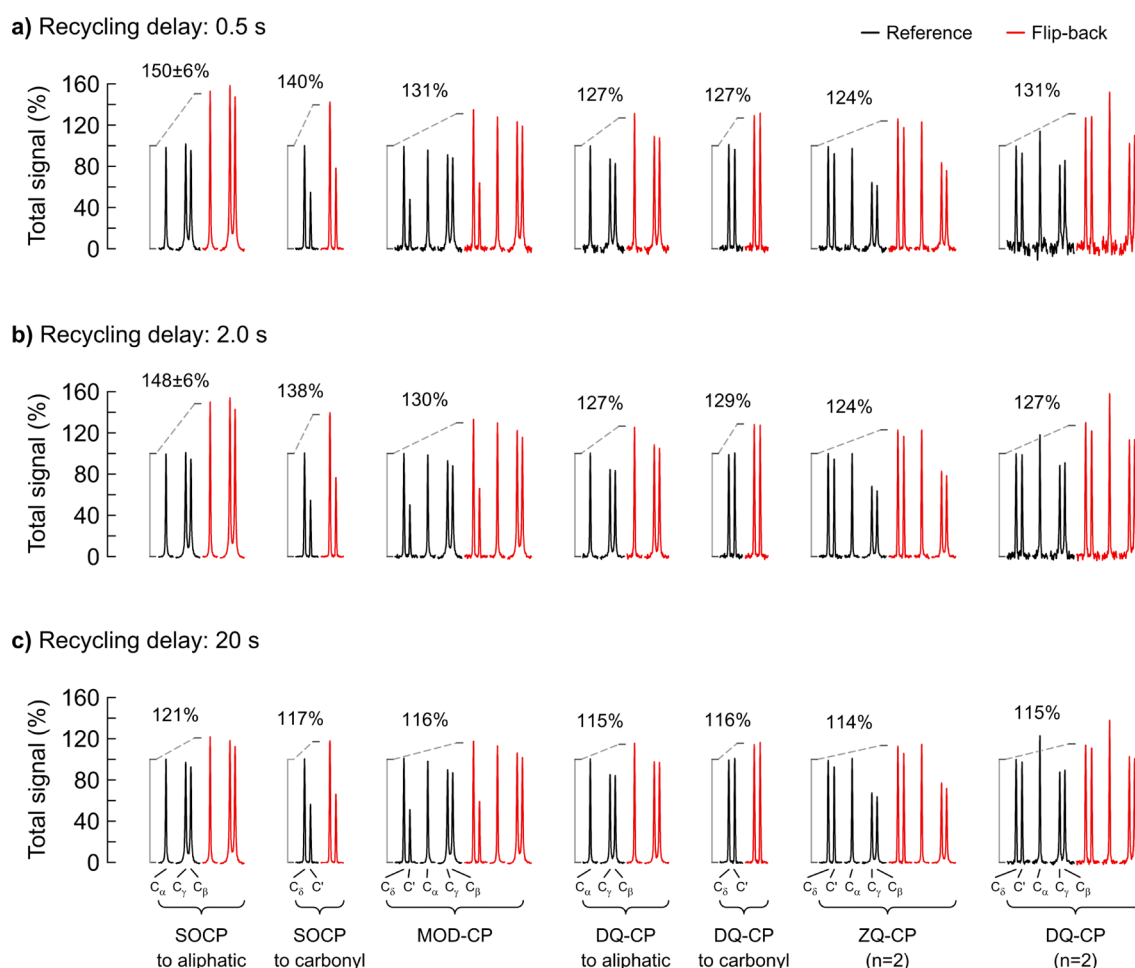 a) Recycling delay: 0.5 s
Reference Flip-back
Total signal (%)
160
120
80
40
0
150±6% 140% 131% 127% 127% 124% 131%
b) Recycling delay: 2.0 s
Total signal (%)
160
120
80
40
0
148±6% 138% 130% 127% 129% 124% 127%
c) Recycling delay: 20 s
Total signal (%)
160
120
80
40
0
121% 117% 116% 115% 116% 114% 115%
Cα Cγ Cβ Cδ C' Cδ C' Cα Cγ Cβ Cα Cγ Cβ Cδ C' Cδ C' Cα Cγ Cβ Cδ C' Cα Cγ Cβ
SOCP SOCP MOD-CP DQ-CP DQ-CP ZQ-CP DQ-CP
to aliphatic to carbonyl to aliphatic to carbonyl (n=2) (n=2)